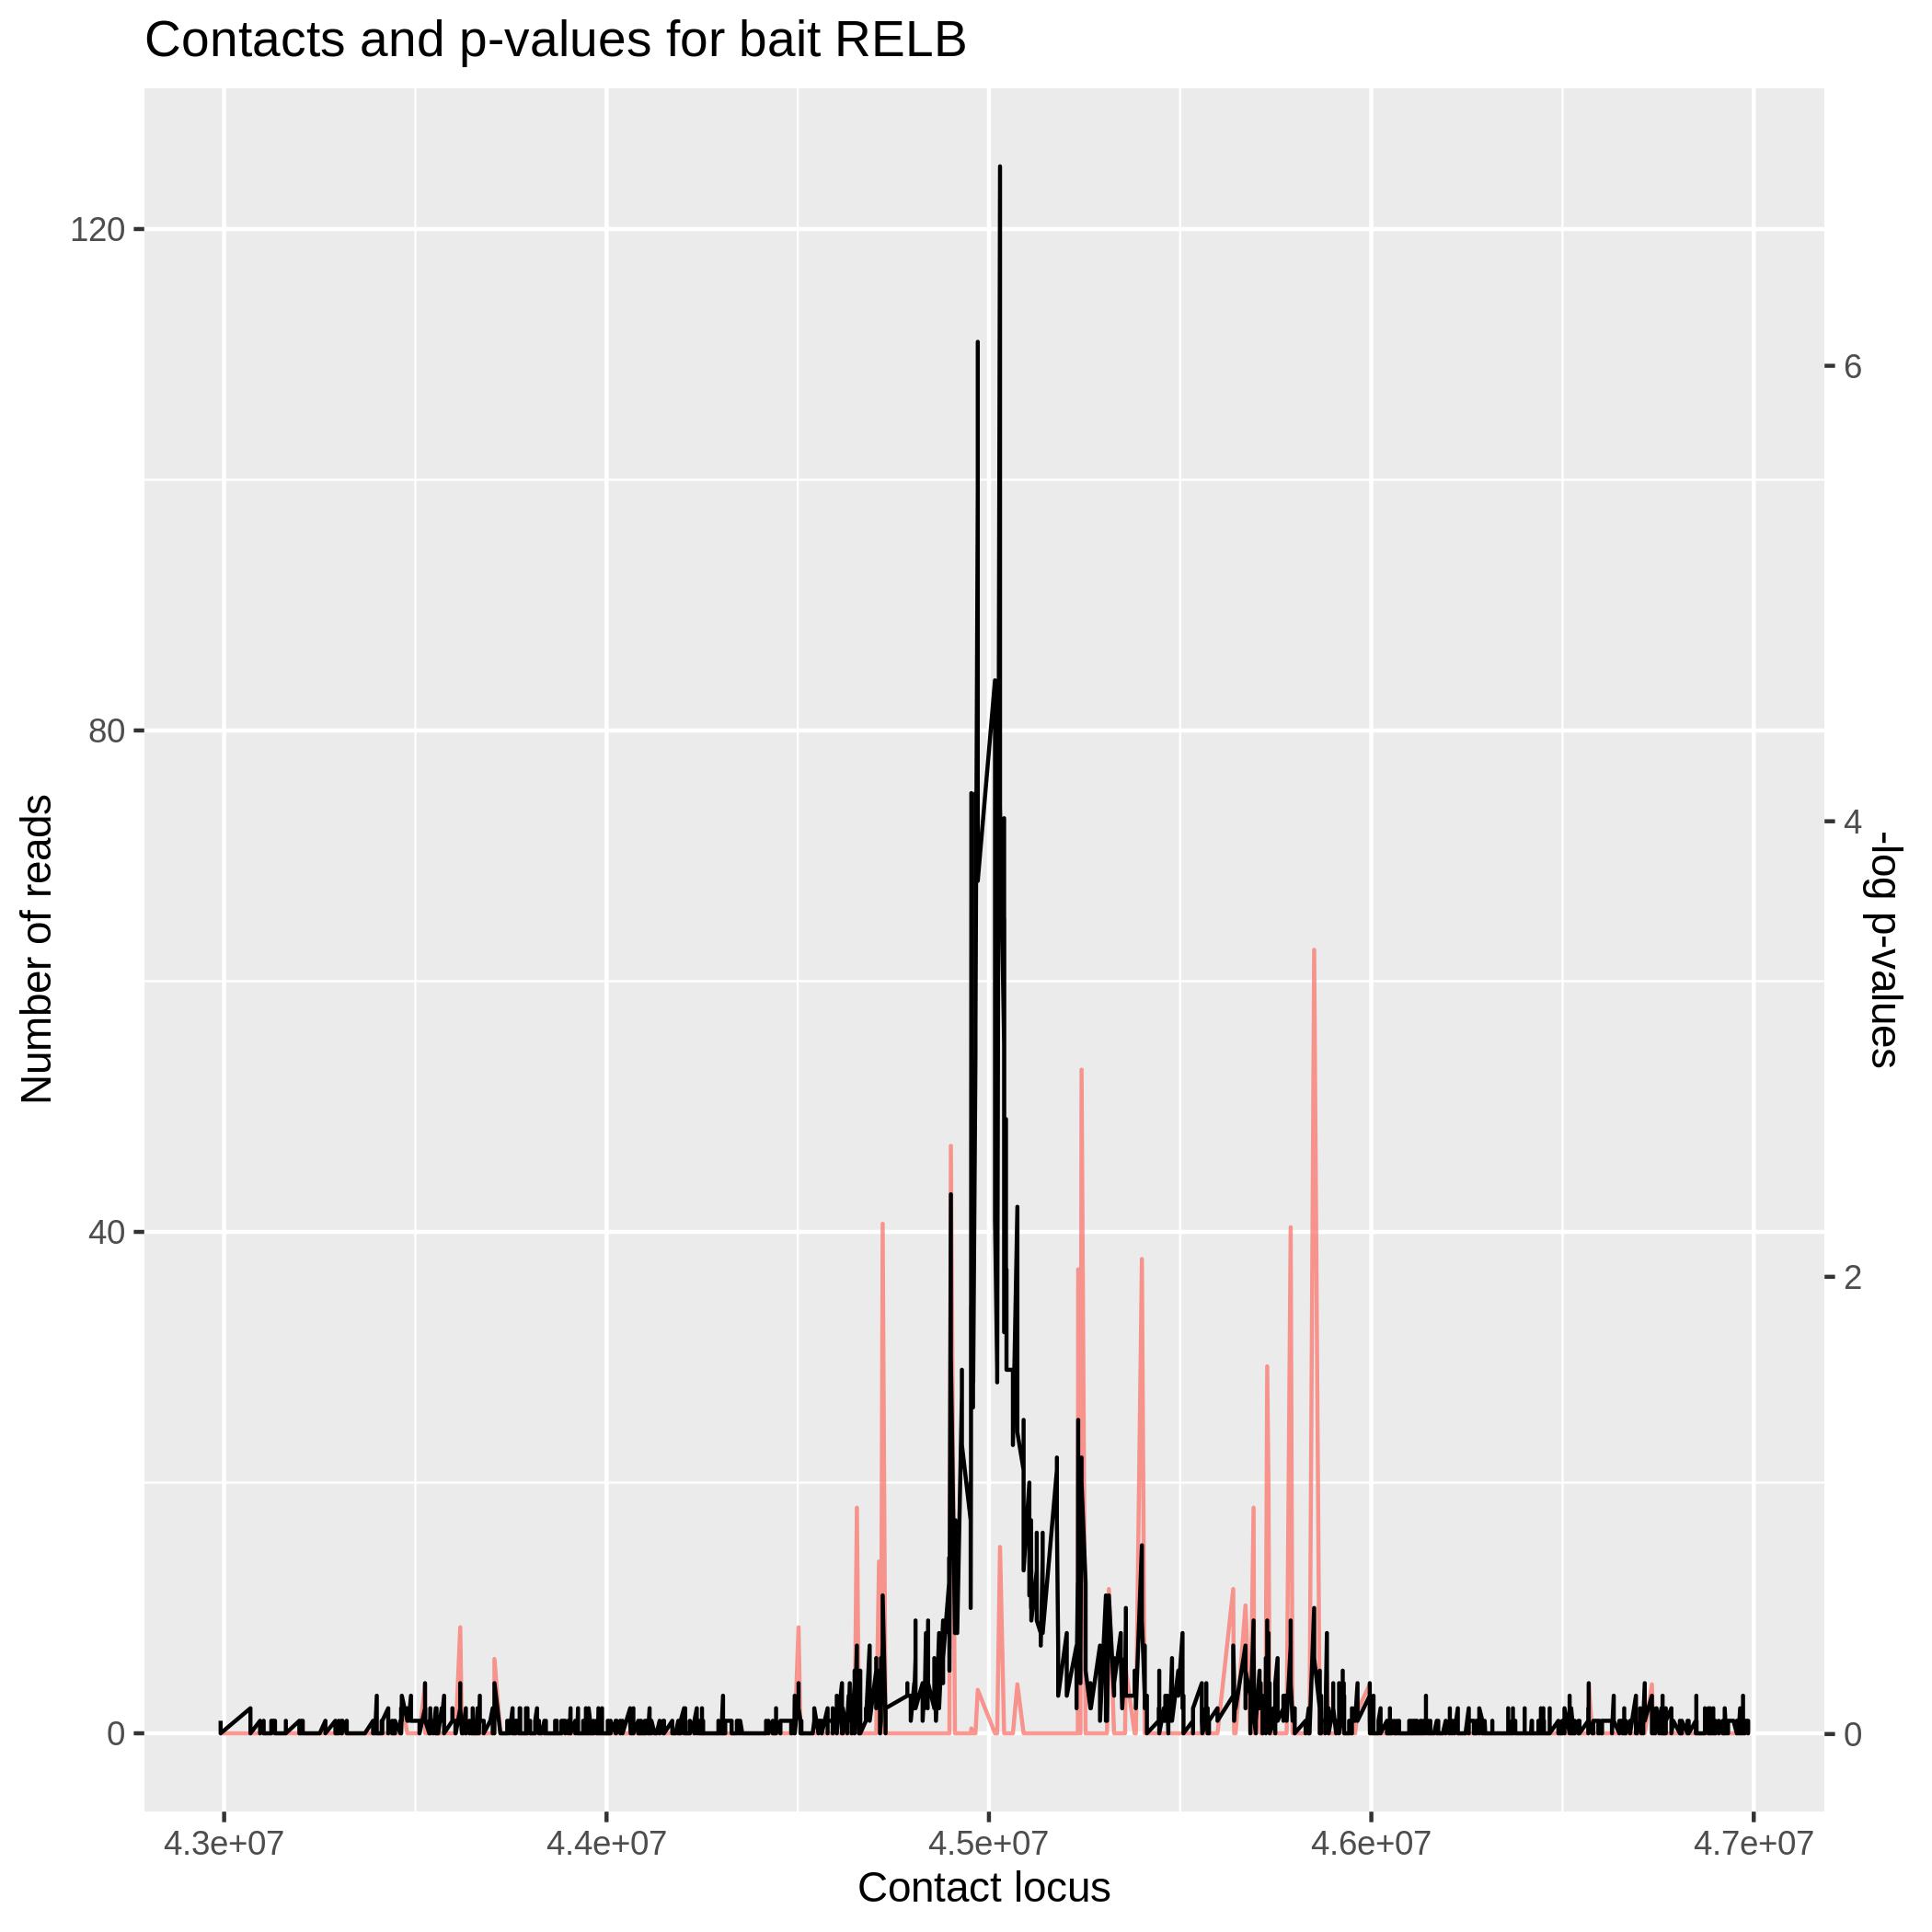 Contacts and p-values for bait RELB
120
80
40
0
Number of reads
6
4
2
0
-log p-values
4.3e+07 4.4e+07 4.5e+07 4.6e+07 4.7e+07
Contact locus